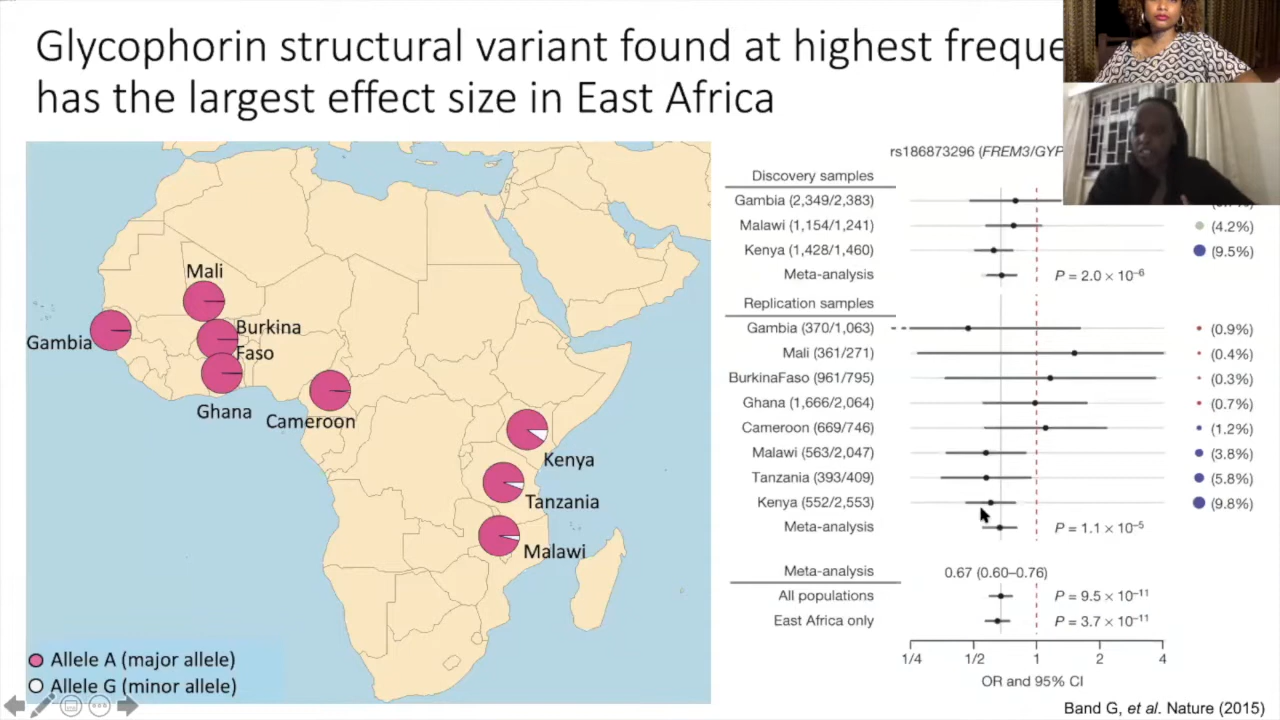 Glycophorin structural variant found at highest freque
has the largest effect size in East Africa
Mali
Burkina
Faso
Gambia
Ghana
Cameroon
Kenya
Tanzania
Malawi
Allele A (major allele)
Allele G (minor allele)
rs186873296 (FREM3/GYP
Discovery samples
Gambia (2,349/2,383)
Malawi (1,154/1,241) (4.2%)
Kenya (1,428/1,460) (9.5%)
Meta-analysis P = 2.0 × 10⁻⁶
Replication samples
Gambia (370/1,063) (0.9%)
Mali (361/271) (0.4%)
BurkinaFaso (961/795) (0.3%)
Ghana (1,666/2,064) (0.7%)
Cameroon (669/746) (1.2%)
Malawi (563/2,047) (3.8%)
Tanzania (393/409) (5.8%)
Kenya (552/2,553) (9.8%)
Meta-analysis P = 1.1 × 10⁻⁵
Meta-analysis 0.67 (0.60–0.76)
All populations P = 9.5 × 10⁻¹¹
East Africa only P = 3.7 × 10⁻¹¹
1/4 1/2 1 2 4
OR and 95% CI
Band G, et al. Nature (2015)